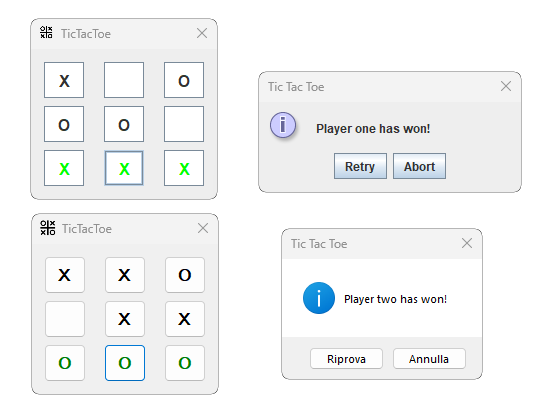 TicTacToe
X O
O O
X X X
Tic Tac Toe
Player one has won!
Retry Abort
TicTacToe
X X O
X X
O O O
Tic Tac Toe
Player two has won!
Riprova Annulla